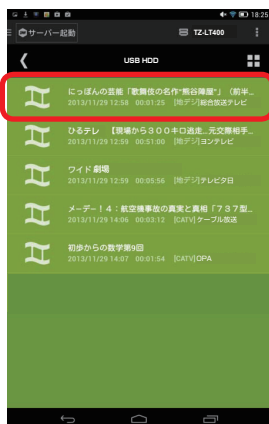 18:25
サーバー起動
TZ-LT400
USB HDD
にっぽんの芸能「歌舞伎の名作"熊谷陣屋"」（前半...
2013/11/29 12:58 00:01:25 [地デジ]総合放送テレビ
ひるテレ 【現場から３００キロ逃走…元交際相手...
2013/11/29 12:59 00:51:00 [地デジ]ヨンテレビ
ワイド劇場
2013/11/29 12:59 00:05:56 [地デジ]テレビ夕日
メーデー！４：航空機事故の真実と真相「７３７型...
2013/11/29 14:06 00:03:12 [CATV]ケーブル放送
初歩からの数学第9回
2013/11/29 14:07 00:01:54 [CATV]OPA